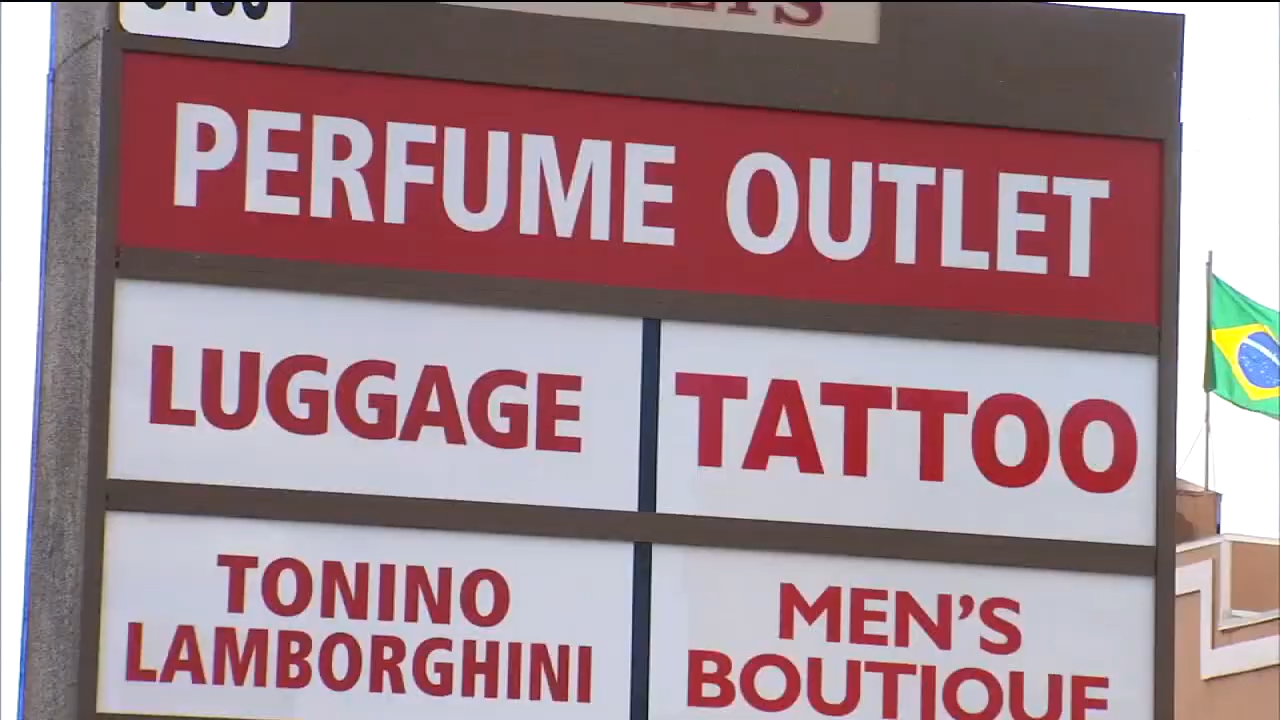 PERFUME OUTLET
LUGGAGE
TATTOO
TONINO
LAMBORGHINI
MEN'S
BOUTIQUE